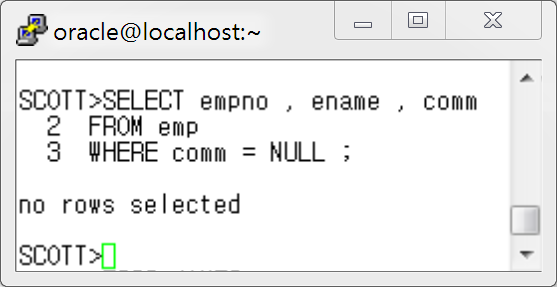 oracle@localhost:~
SCOTT>SELECT empno , ename , comm
2 FROM emp
3 WHERE comm = NULL ;
no rows selected
SCOTT>